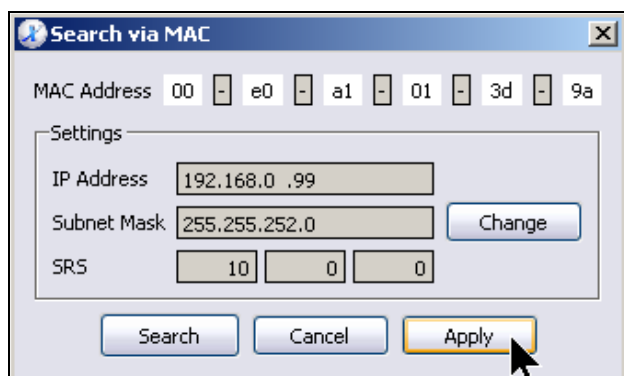 Search via MAC
MAC Address 00 - e0 - a1 - 01 - 3d - 9a
Settings
IP Address 192.168.0 .99
Subnet Mask 255.255.252.0 Change
SRS 10 0 0
Search Cancel Apply